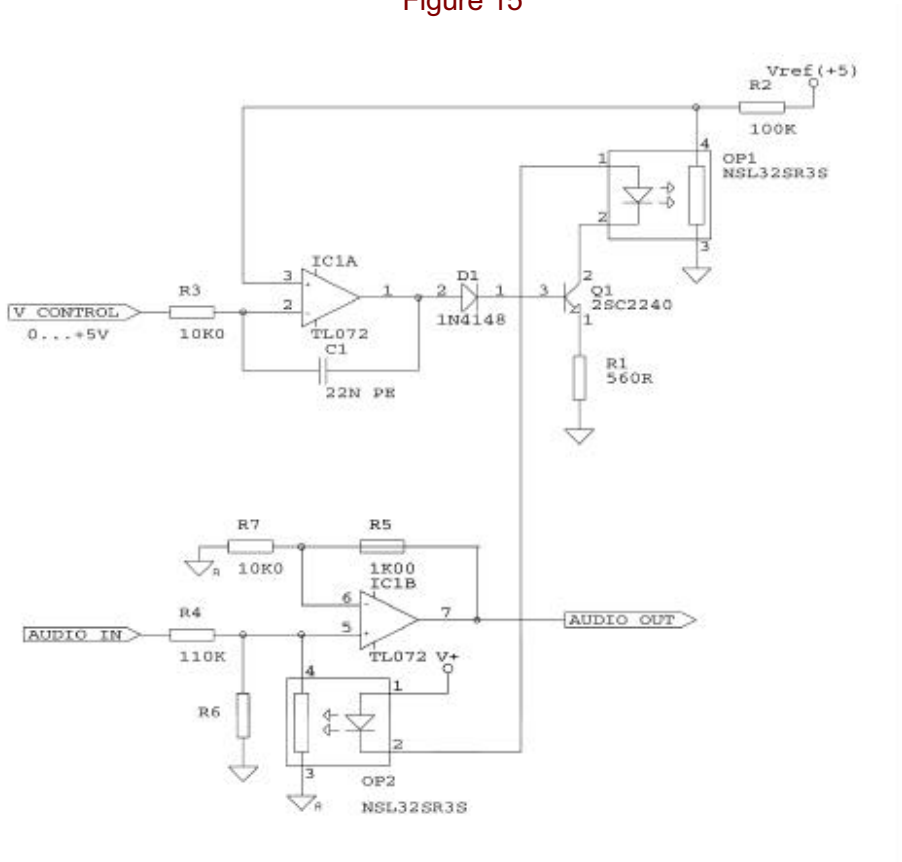 Figure 15
Vref(+5)
R2
100K
4
1
OP1
NSL32SR3S
2
3
IC1A
3
+
1
2
D1
1
3
2
Q1
2SC2240
R3
2
-
1N4148
1
V CONTROL
10K0
TL072
0...+5V
C1
R1
560R
22N PE
R7
R5
A
10K0
1K00
IC1B
6
-
R4
7
AUDIO OUT
AUDIO IN
5
+
110K
TL072
V+
4
1
R6
2
3
OP2
A
NSL32SR3S